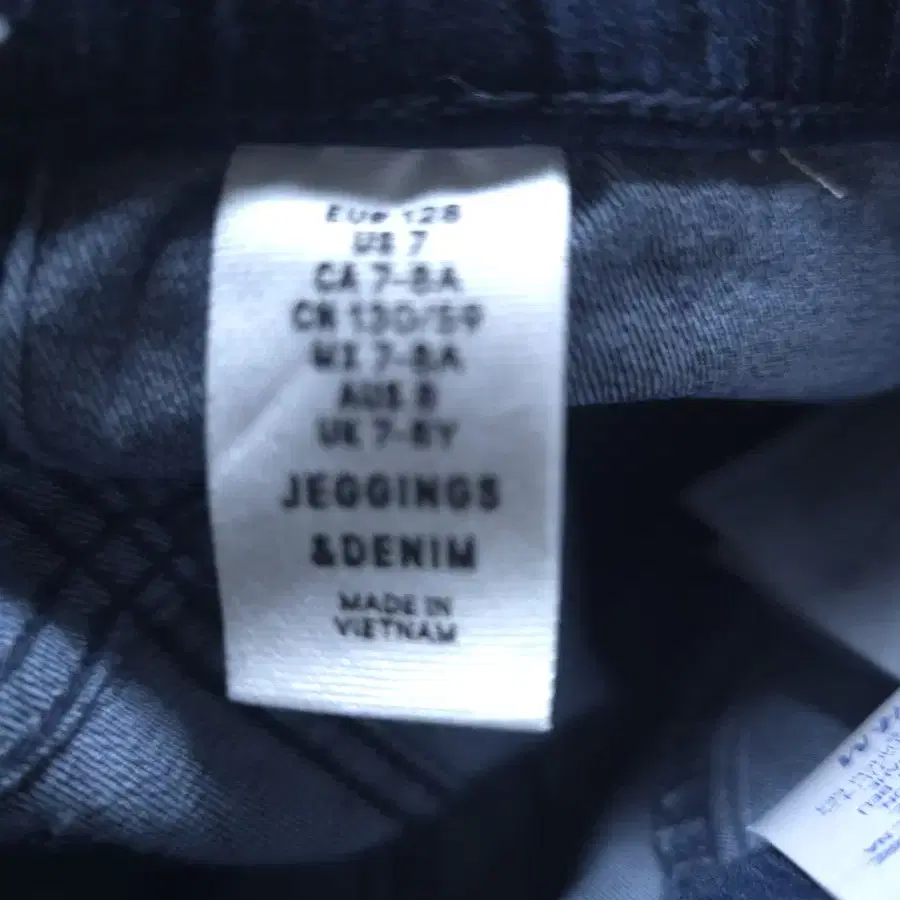 EUR 128
US 7
CA 7-8A
CN 130/59
MX 7-8A
AUS 8
UK 7-8Y
JEGGINGS
&DENIM
MADE IN
VIETNAM